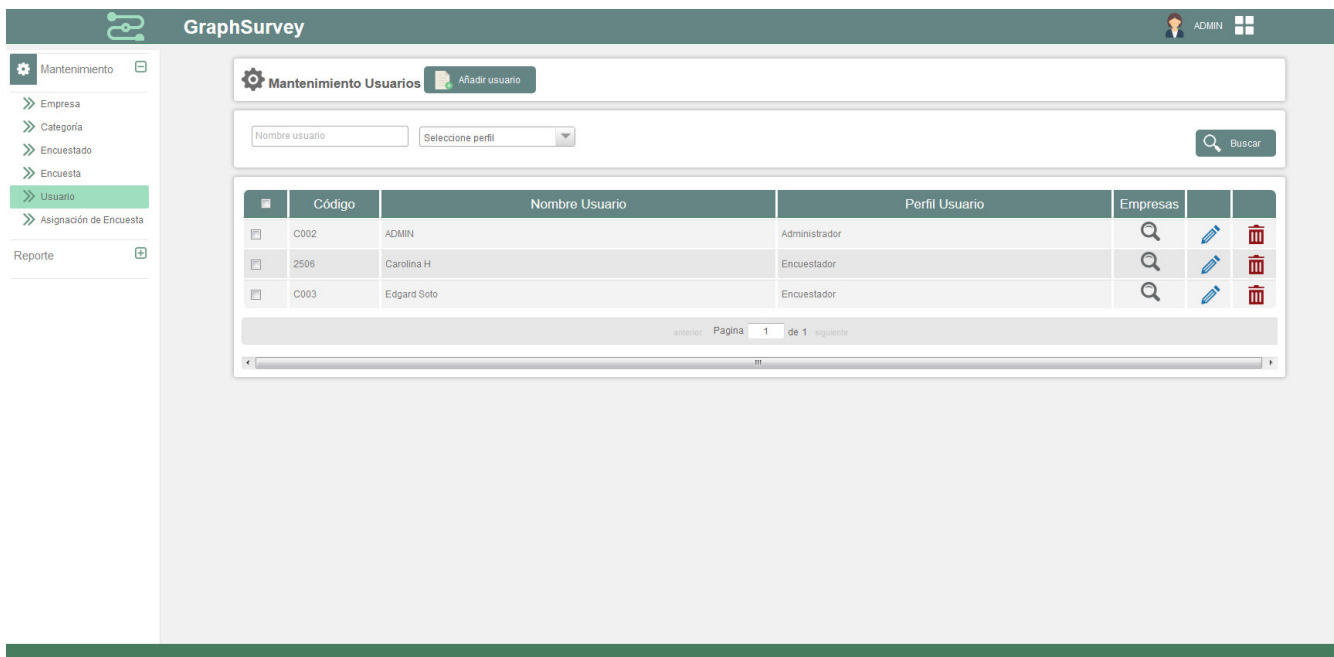 GraphSurvey
ADMIN
Mantenimiento
Empresa
Categoría
Encuestado
Encuesta
Usuario
Asignación de Encuesta
Reporte
Mantenimiento Usuarios
Añadir usuario
Nombre usuario
Seleccione perfil
Buscar
Código Nombre Usuario Perfil Usuario Empresas
C002 ADMIN Administrador
2506 Carolina H Encuestador
C003 Edgard Soto Encuestador
anterior Pagina 1 de 1 siguiente